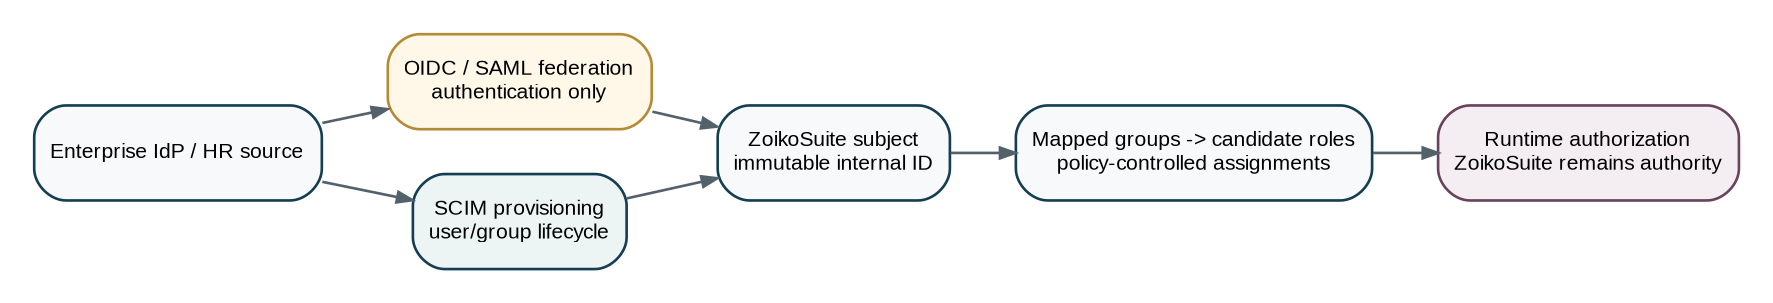 Enterprise IdP / HR source
OIDC / SAML federation
authentication only
SCIM provisioning
user/group lifecycle
ZoikoSuite subject
immutable internal ID
Mapped groups -> candidate roles
policy-controlled assignments
Runtime authorization
ZoikoSuite remains authority